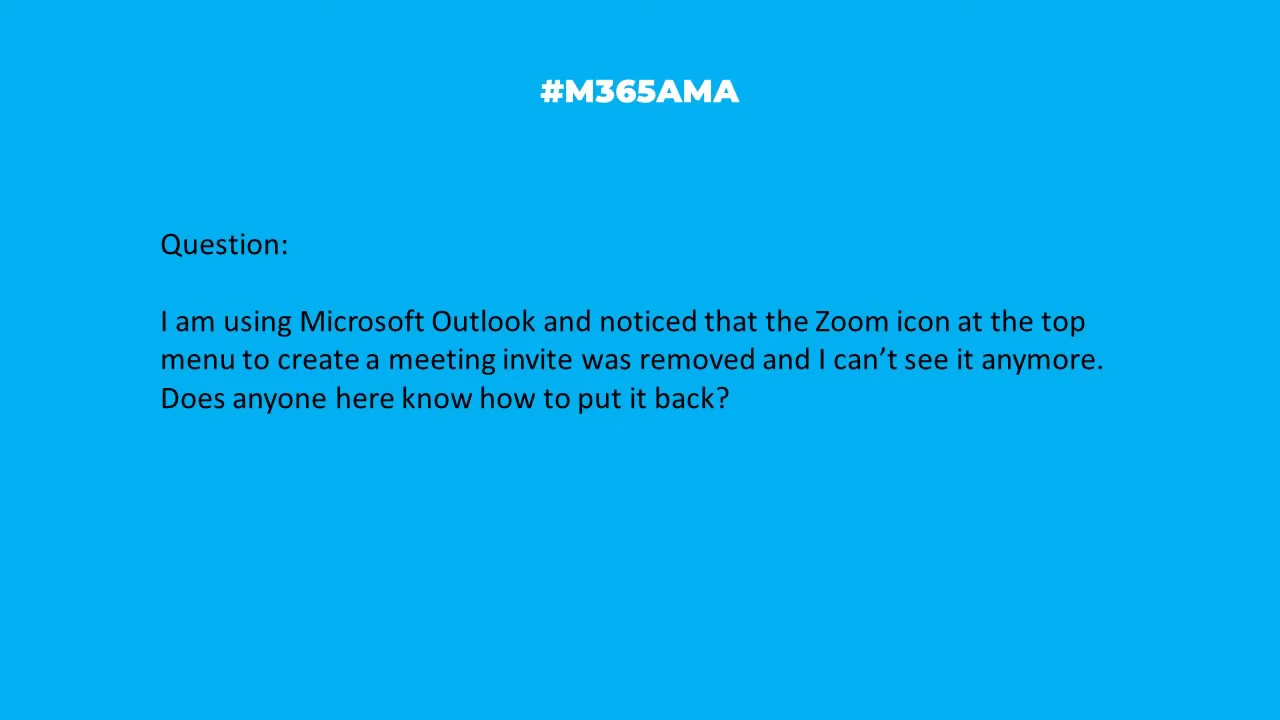 #M365AMA
Question:
I am using Microsoft Outlook and noticed that the Zoom icon at the top
menu to create a meeting invite was removed and I can’t see it anymore.
Does anyone here know how to put it back?